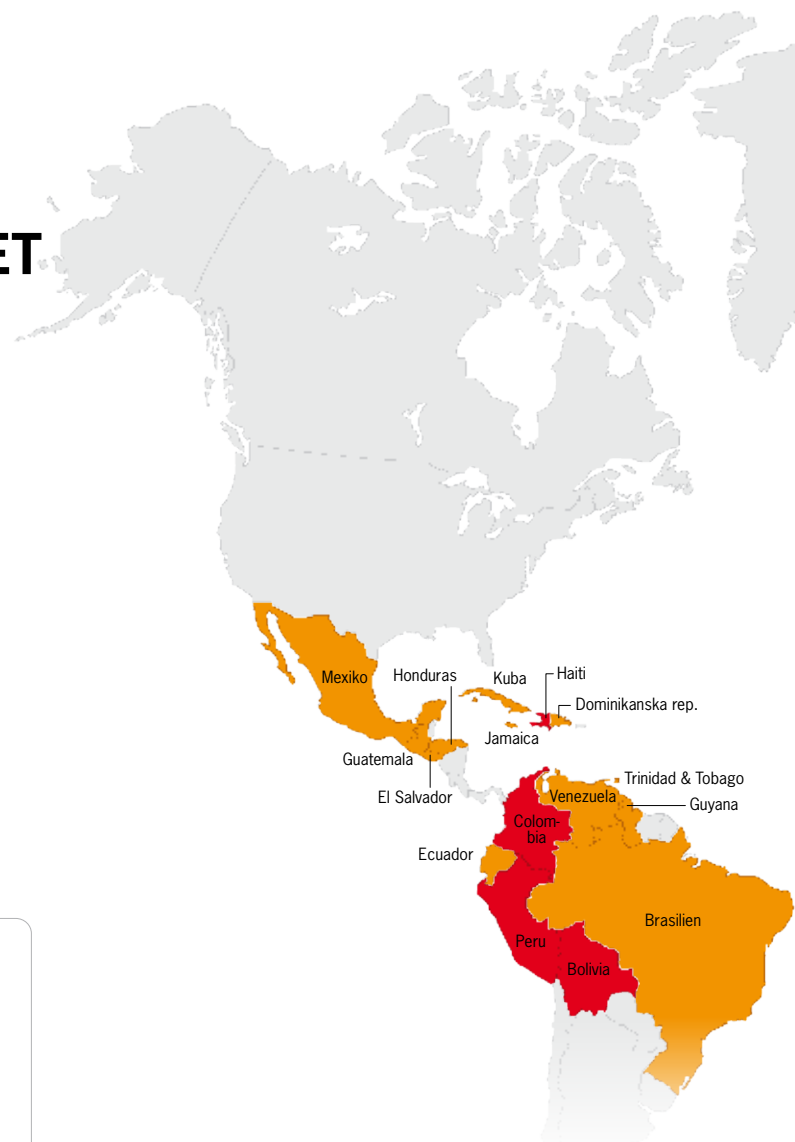 ET
Mexiko
Honduras
Kuba
Haiti
Dominikanska rep.
Jamaica
Guatemala
El Salvador
Trinidad & Tobago
Venezuela
Guyana
Colom-
bia
Ecuador
Brasilien
Peru
Bolivia